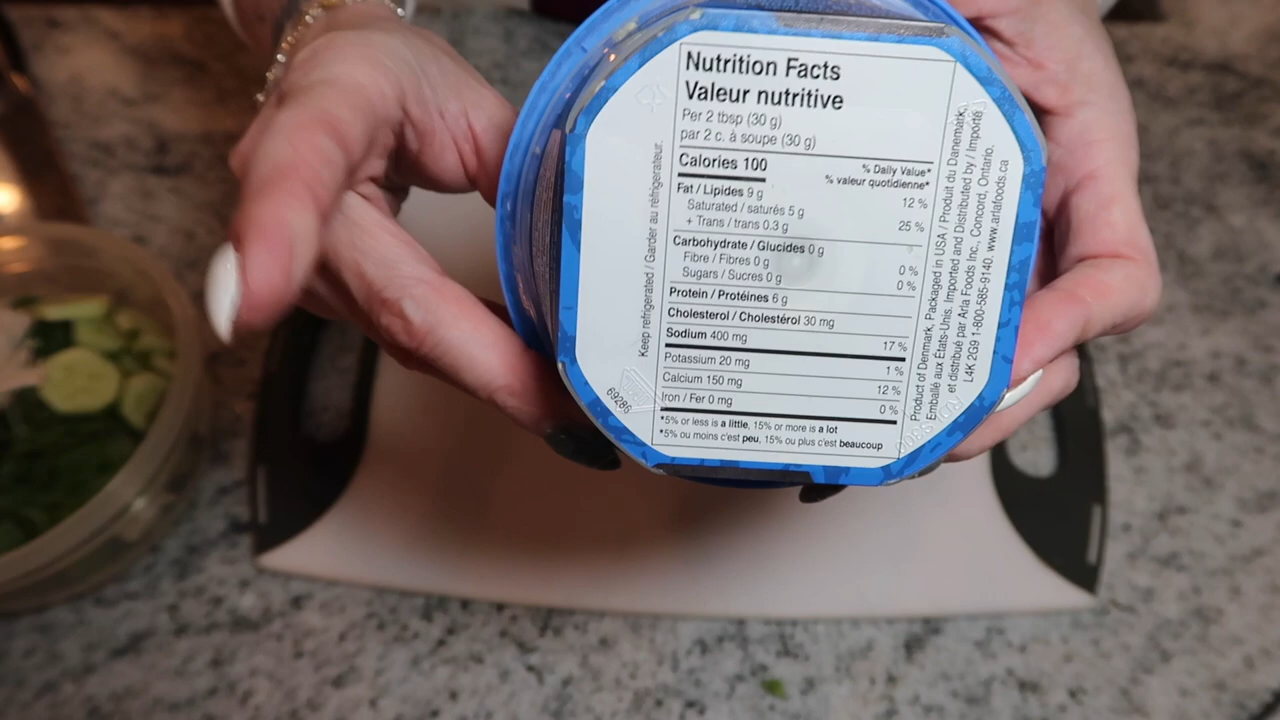 Nutrition Facts
Valeur nutritive
Per 2 tbsp (30 g)
par 2 c. à soupe (30 g)
Calories 100
% Daily Value*
% valeur quotidienne*
Fat / Lipides 9 g 12 %
Saturated / saturés 5 g
+ Trans / trans 0.3 g 25 %
Carbohydrate / Glucides 0 g
Fibre / Fibres 0 g 0 %
Sugars / Sucres 0 g 0 %
Protein / Protéines 6 g
Cholesterol / Cholestérol 30 mg
Sodium 400 mg 17 %
Potassium 20 mg 1 %
Calcium 150 mg 12 %
Iron / Fer 0 mg 0 %
*5% or less is a little, 15% or more is a lot
*5% ou moins c'est peu, 15% ou plus c'est beaucoup
Keep refrigerated / Garder au réfrigérateur.
69286
Product of Denmark, Packaged in USA / Produit du Danemark,
Emballé aux États-Unis. Imported and Distributed by / Importé
et distribué par Arla Foods Inc., Concord, Ontario.
L4K 2G9 1-800-585-9140. www.arlafoods.ca